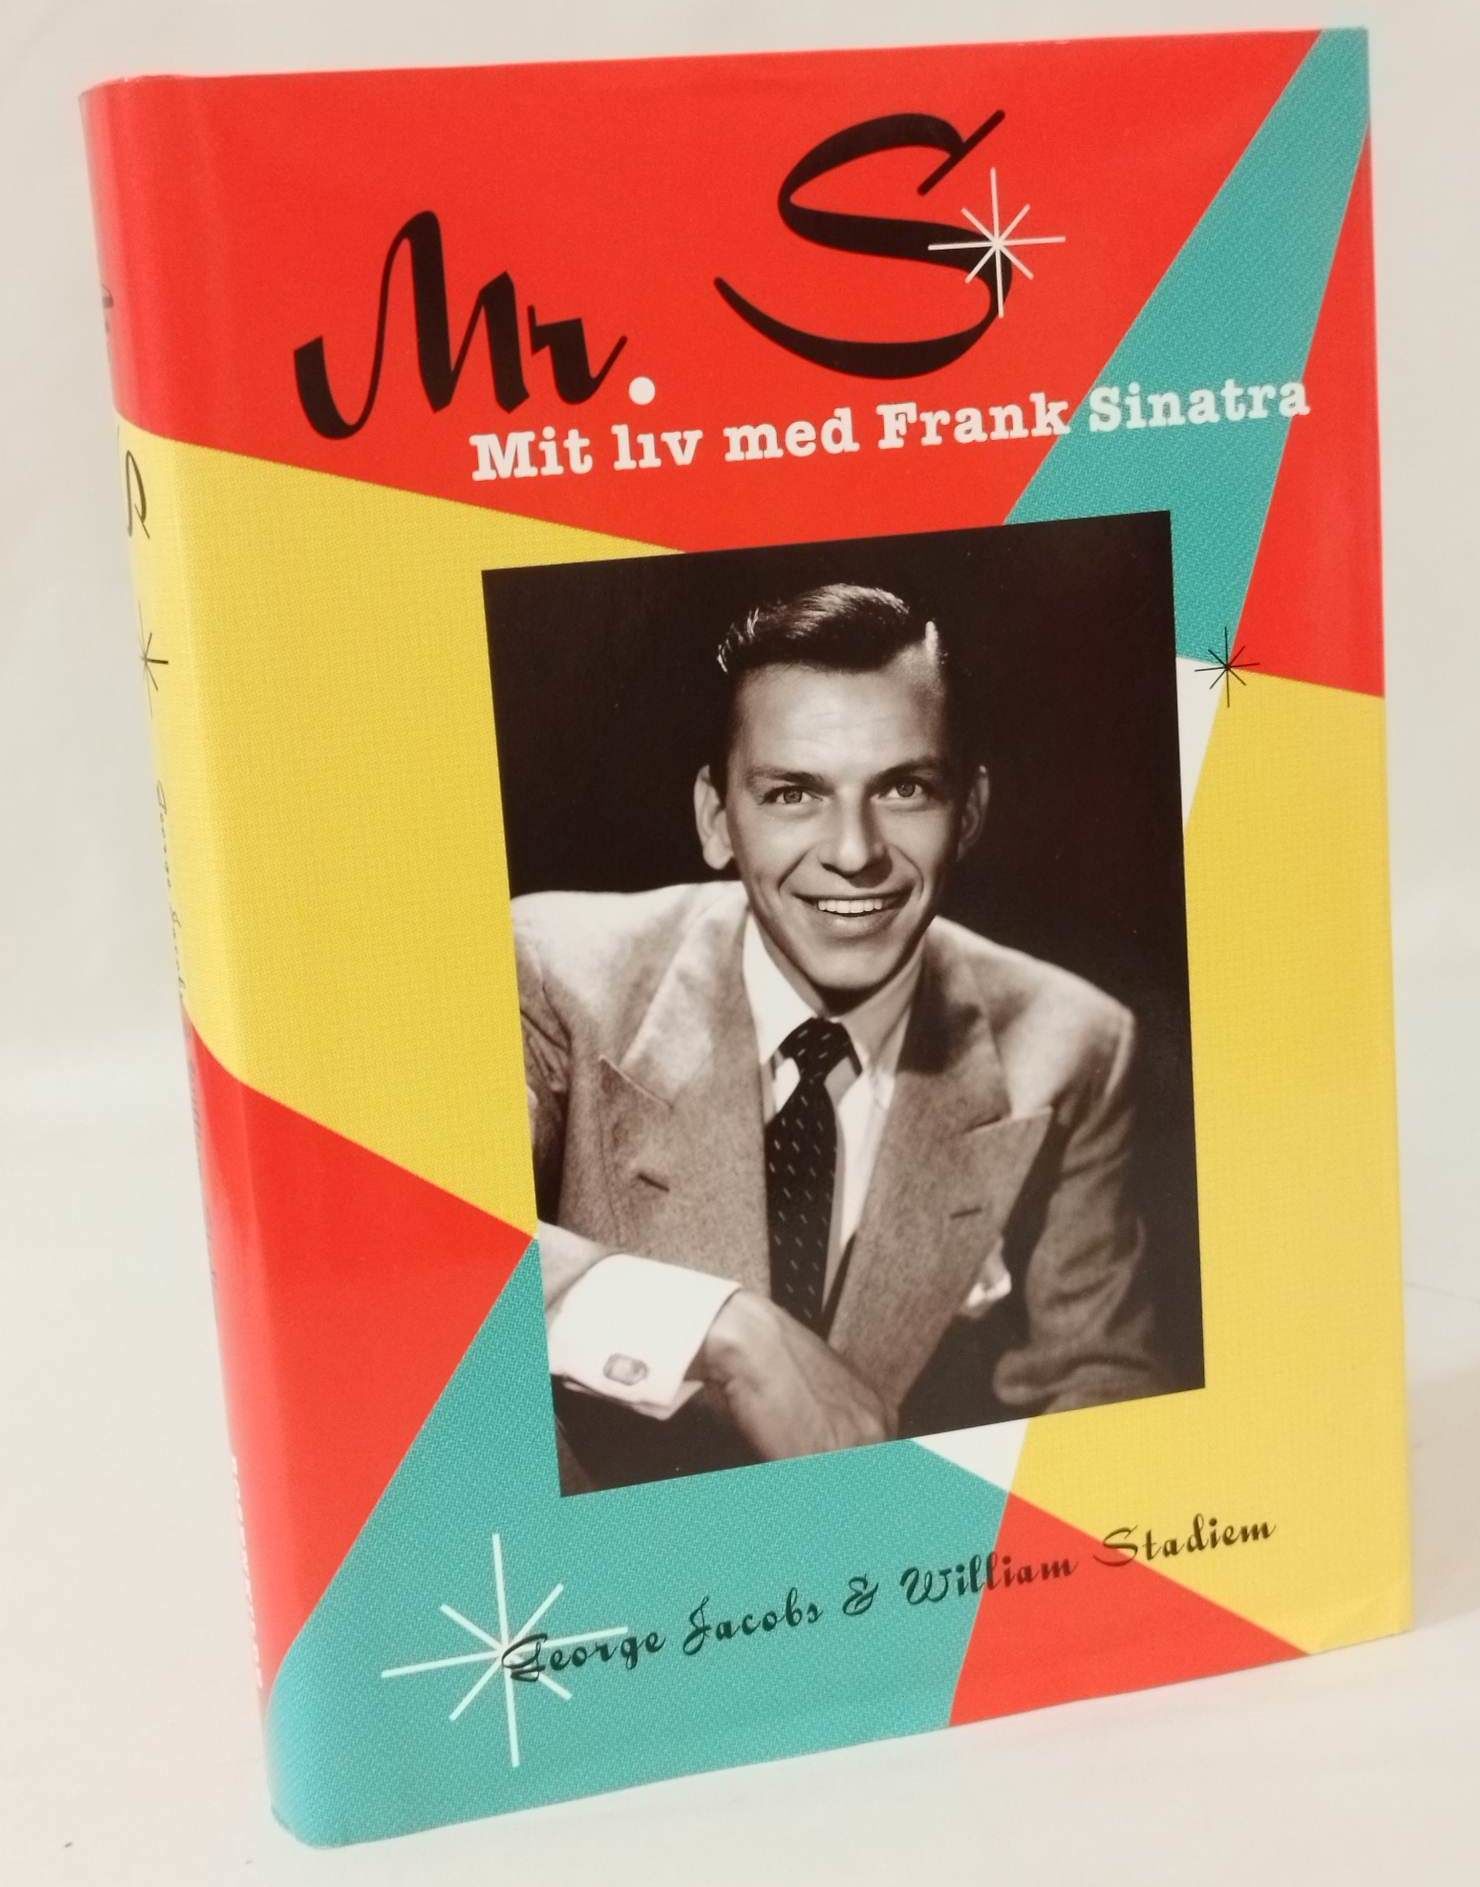 Mr. S
Mit liv med Frank Sinatra
George Jacobs & William Stadiem